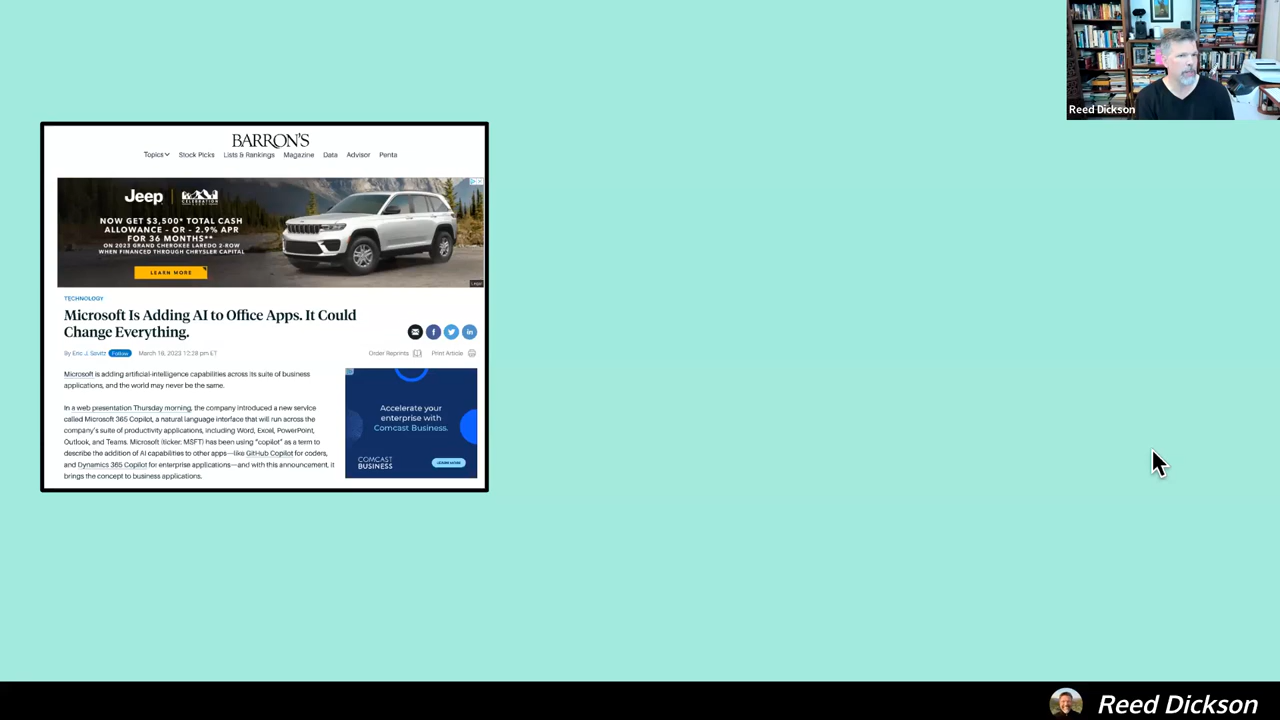 Reed Dickson
BARRON'S
Topics
Stock Picks
Lists & Rankings
Magazine
Data
Advisor
Penta
Jeep
CELEBRATION
NOW GET $3,500* TOTAL CASH
ALLOWANCE - OR - 2.9% APR
FOR 36 MONTHS**
ON 2023 GRAND CHEROKEE LAREDO 2-ROW
WHEN FINANCED THROUGH CHRYSLER CAPITAL
LEARN MORE
Legal
TECHNOLOGY
Microsoft Is Adding AI to Office Apps. It Could
Change Everything.
By Eric J. Savitz Follow March 16, 2023 12:28 pm ET
Order Reprints
Print Article
Microsoft is adding artificial-intelligence capabilities across its suite of business
applications, and the world may never be the same.
In a web presentation Thursday morning, the company introduced a new service
called Microsoft 365 Copilot, a natural language interface that will run across the
company's suite of productivity applications, including Word, Excel, PowerPoint,
Outlook, and Teams. Microsoft (ticker: MSFT) has been using "copilot" as a term to
describe the addition of AI capabilities to other apps—like GitHub Copilot for coders,
and Dynamics 365 Copilot for enterprise applications—and with this announcement, it
brings the concept to business applications.
Accelerate your
enterprise with
Comcast Business.
COMCAST
BUSINESS
LEARN MORE
Reed Dickson